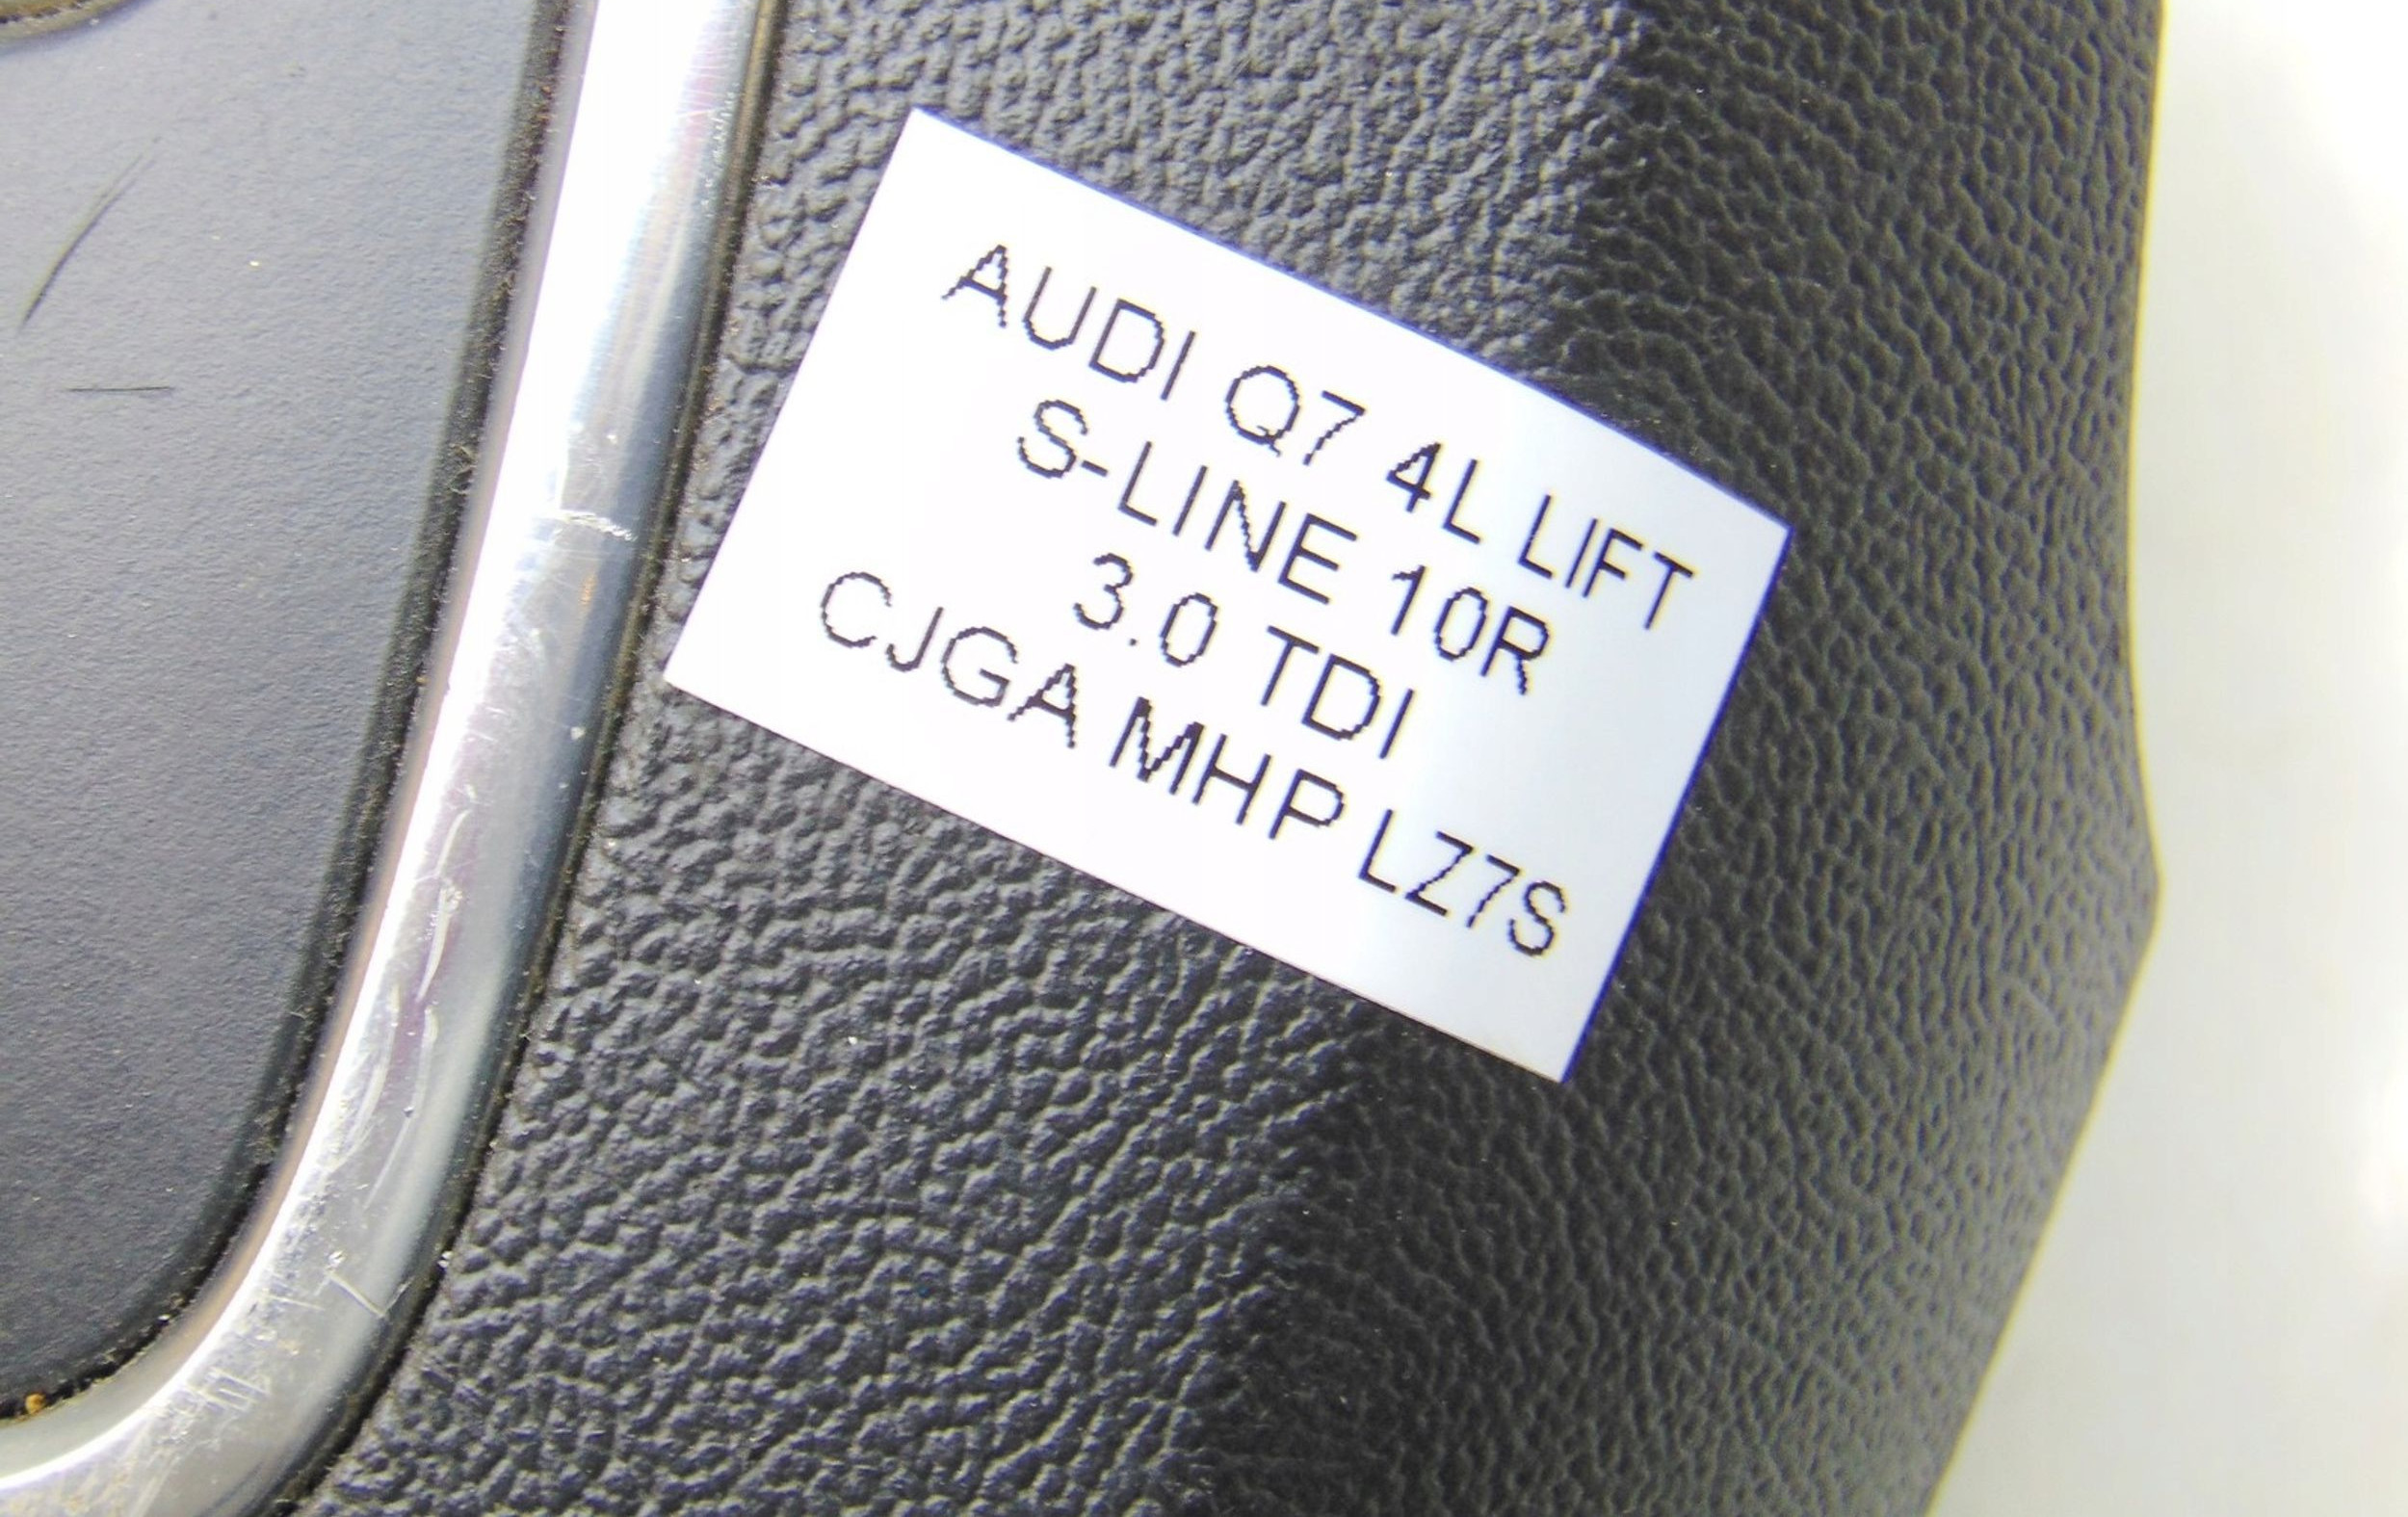 AUDI Q7 4L LIFT
S-LINE 10R
3.0 TDI
CJGA MHP LZ7S